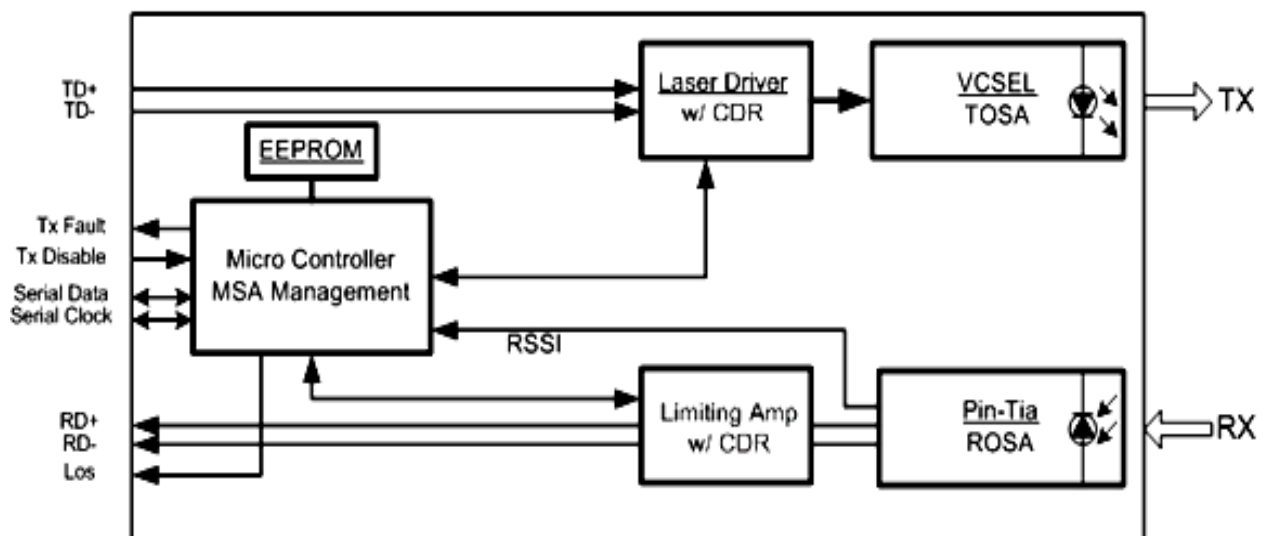 TD+
TD-
Laser Driver
w/ CDR
VCSEL
TOSA
TX
EEPROM
Tx Fault
Tx Disable
Serial Data
Serial Clock
Micro Controller
MSA Management
RSSI
RD+
RD-
Los
Limiting Amp
w/ CDR
Pin-Tia
ROSA
RX